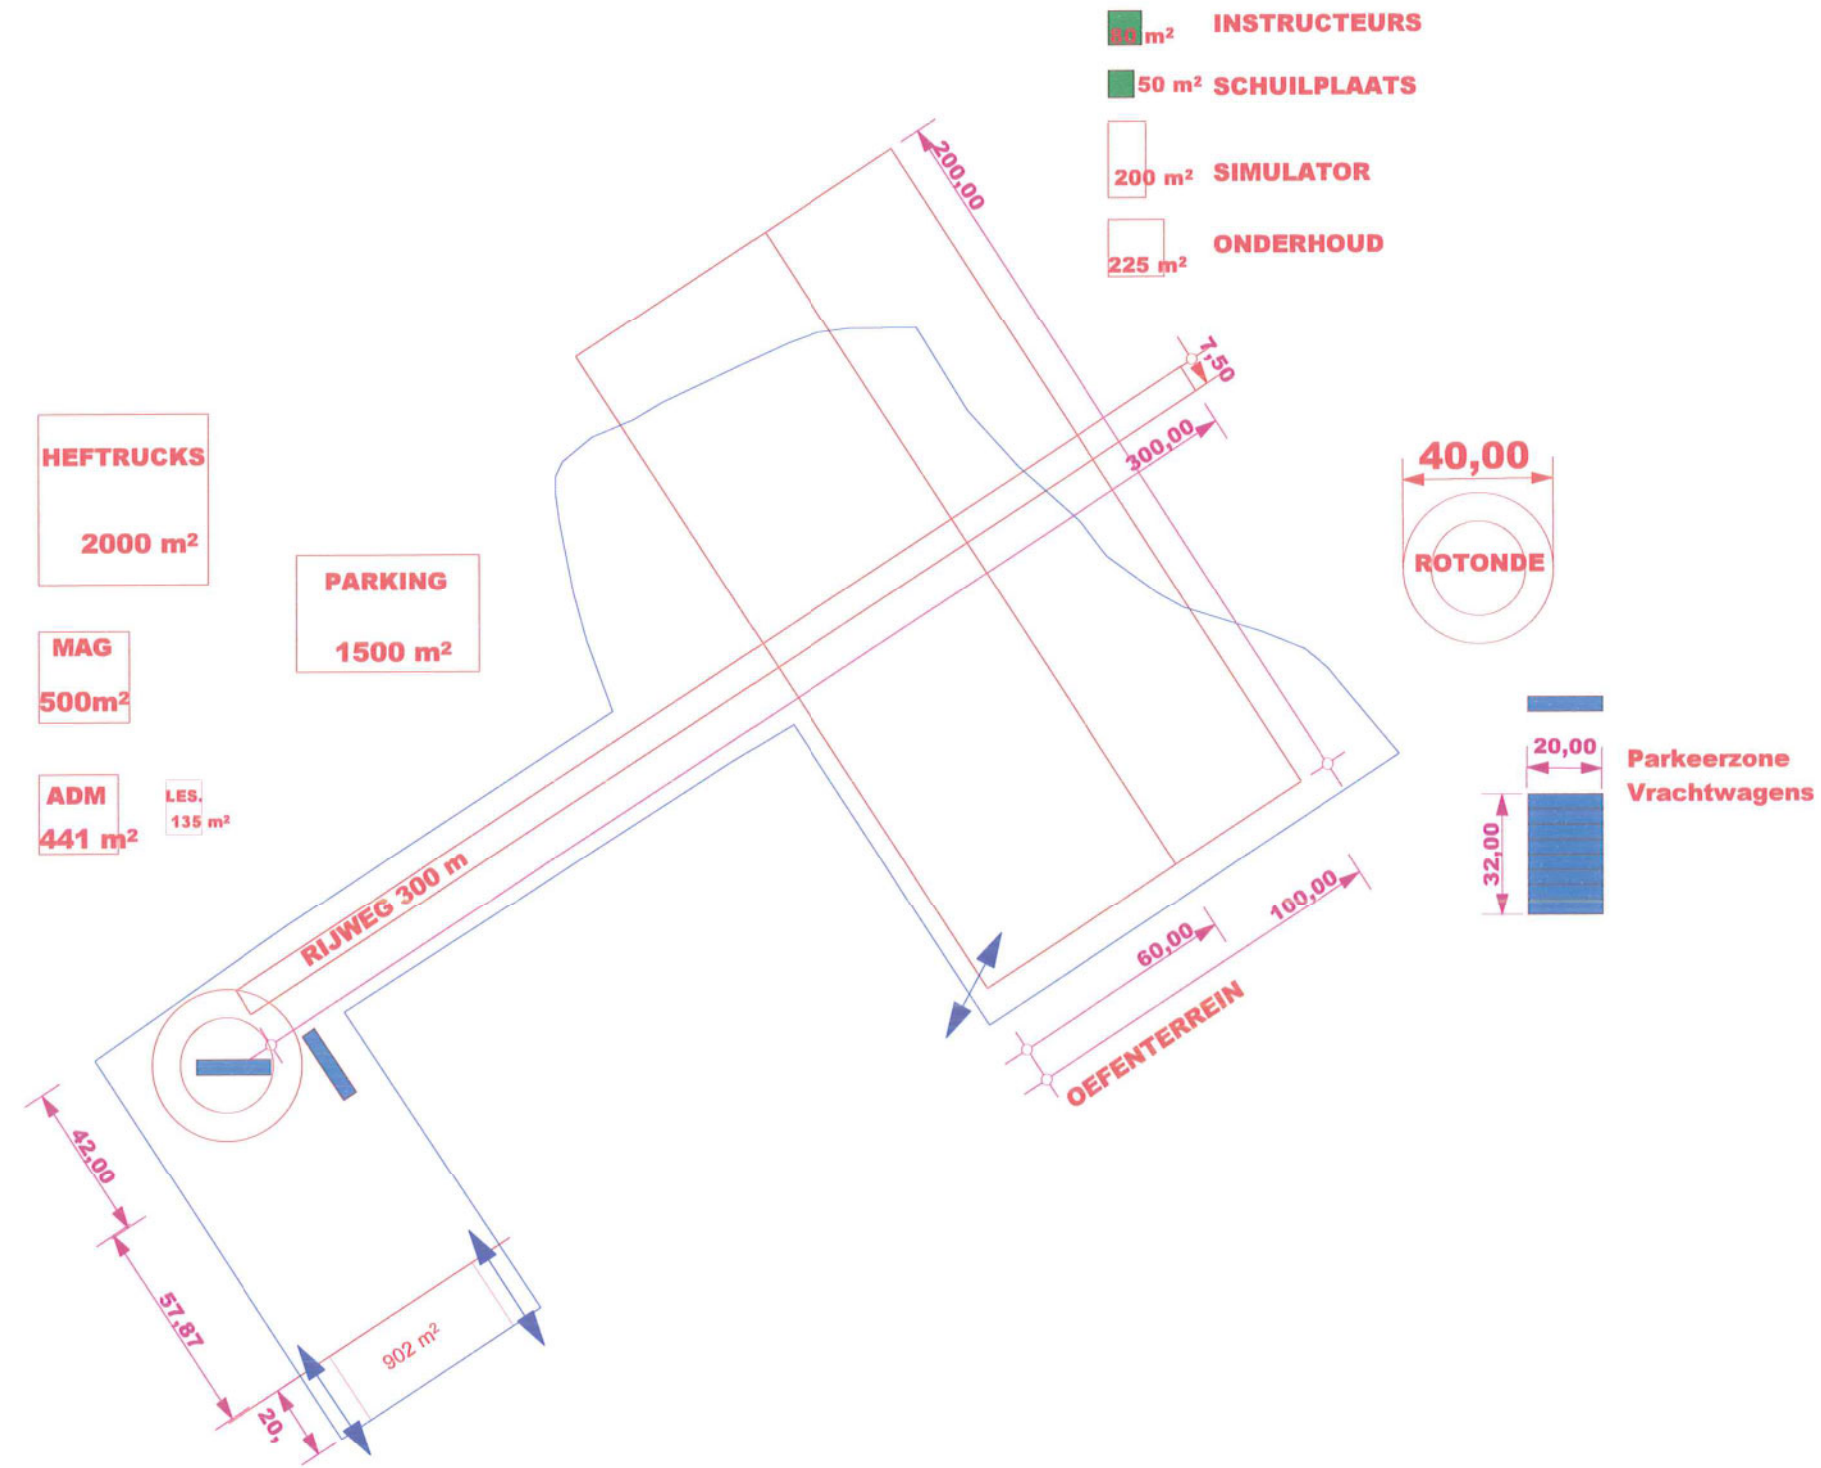 80 m² INSTRUCTEURS
50 m² SCHUILPLAATS
200 m² SIMULATOR
225 m² ONDERHOUD
200,00
7,50
300,00
HEFTRUCKS
2000 m²
PARKING
1500 m²
MAG
500m²
ADM
441 m²
LES.
135 m²
40,00
ROTONDE
20,00
Parkeerzone
Vrachtwagens
32,00
RIJWEG 300 m
60,00
100,00
OEFENTERREIN
42,00
57,87
20,
902 m²